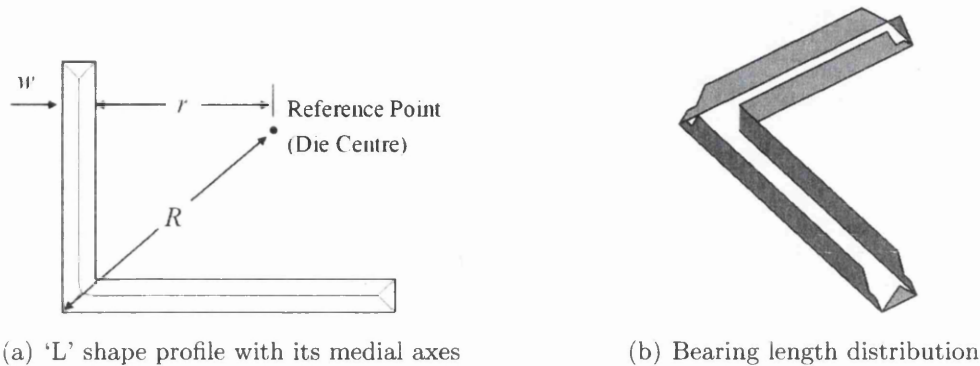 w
r
Reference Point
(Die Centre)
R
(a) 'L' shape profile with its medial axes
(b) Bearing length distribution